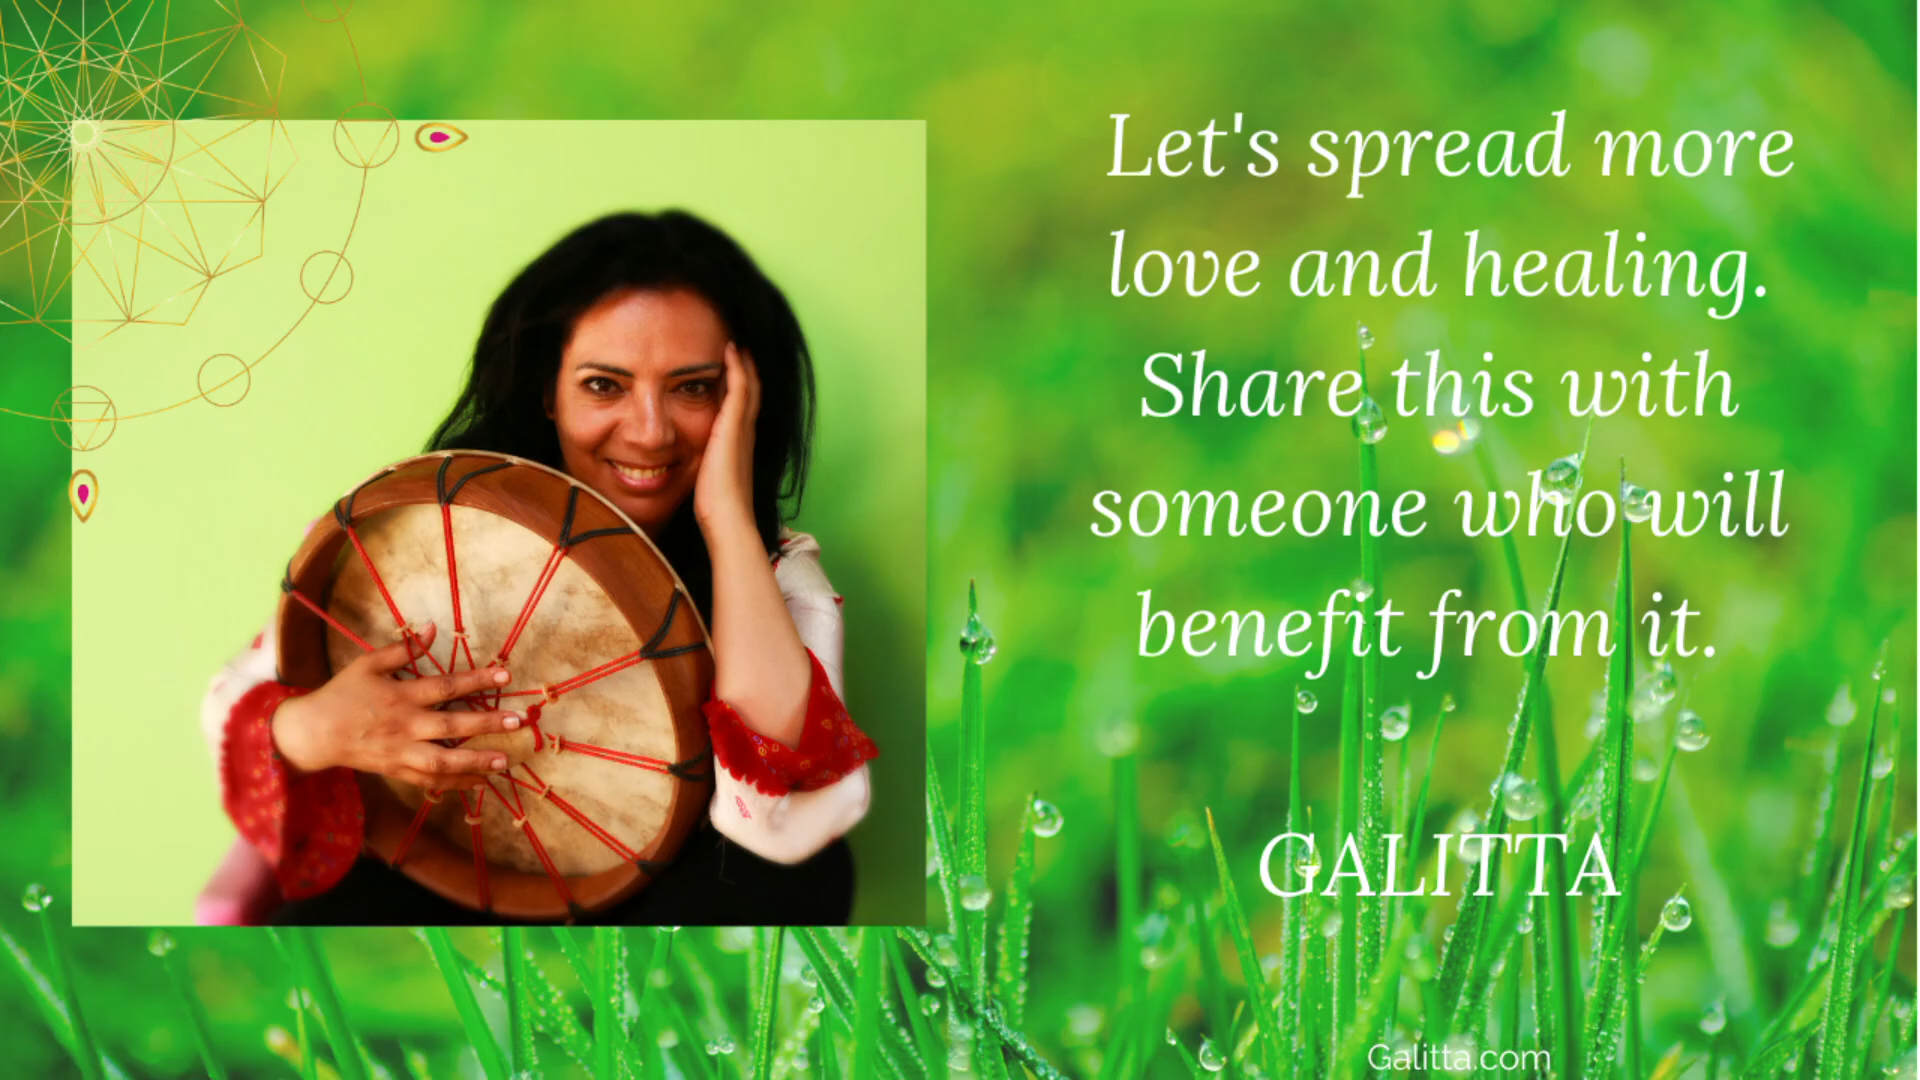 Let's spread more
love and healing.
Share this with
someone who will
benefit from it.
GALITTA
Galitta.com